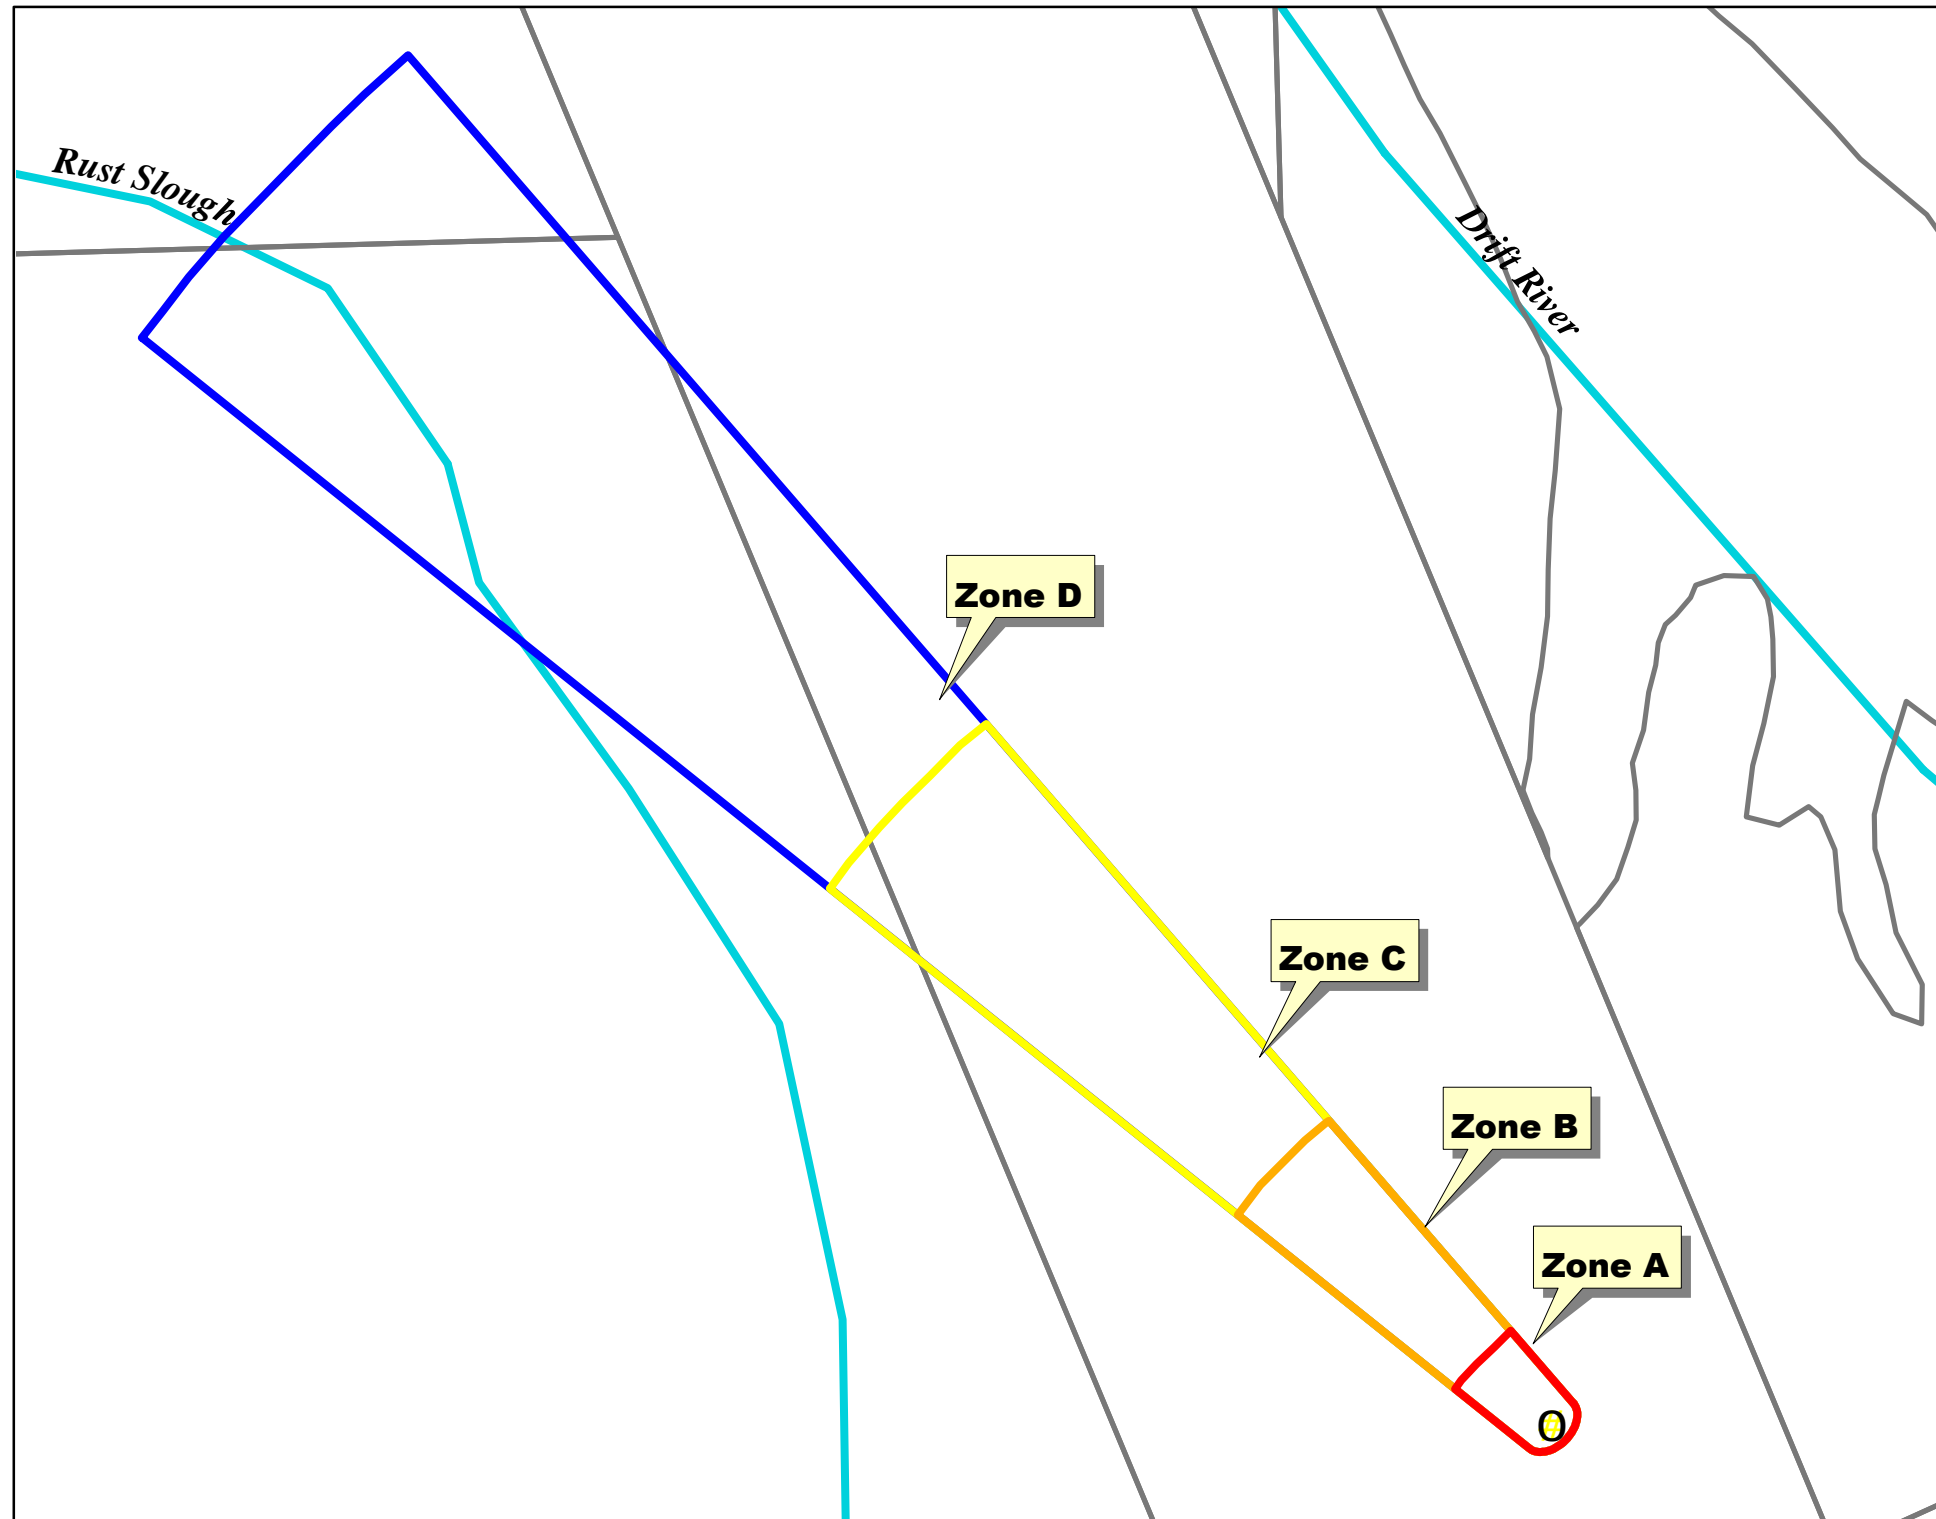 Rust Slough
Drift River
Zone D
Zone C
Zone B
Zone A